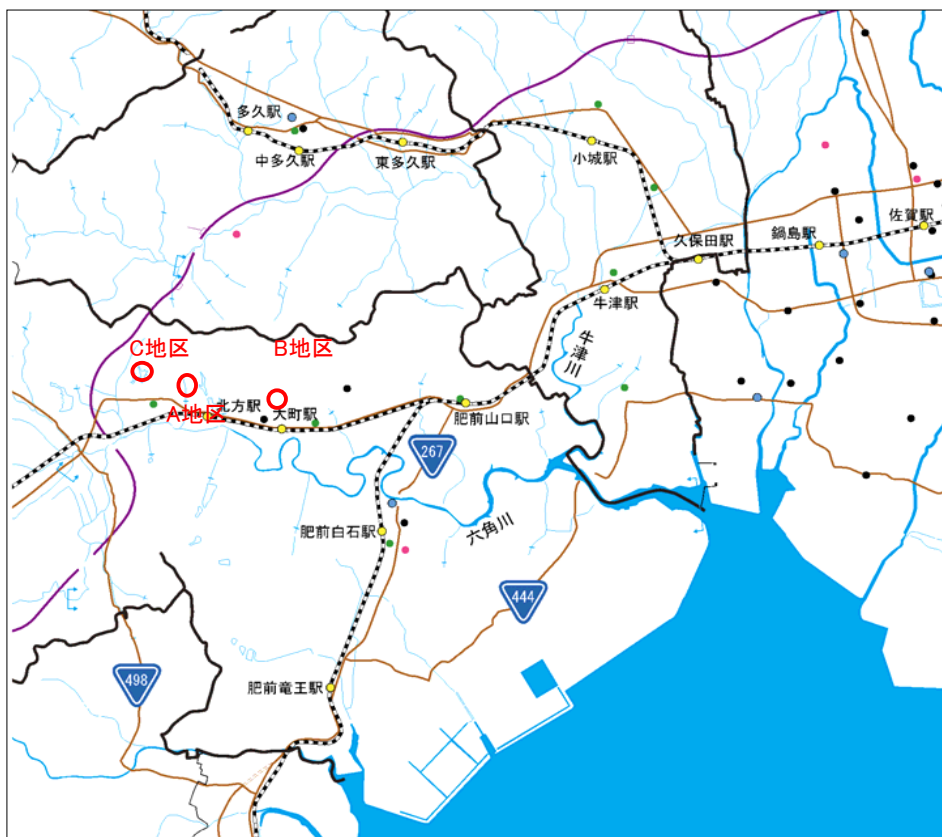 多久駅
中多久駅
東多久駅
小城駅
佐賀駅
久保田駅
鍋島駅
牛津駅
牛津川
C地区
B地区
A地区
北方駅
大町駅
肥前山口駅
267
六角川
肥前白石駅
444
498
肥前竜王駅